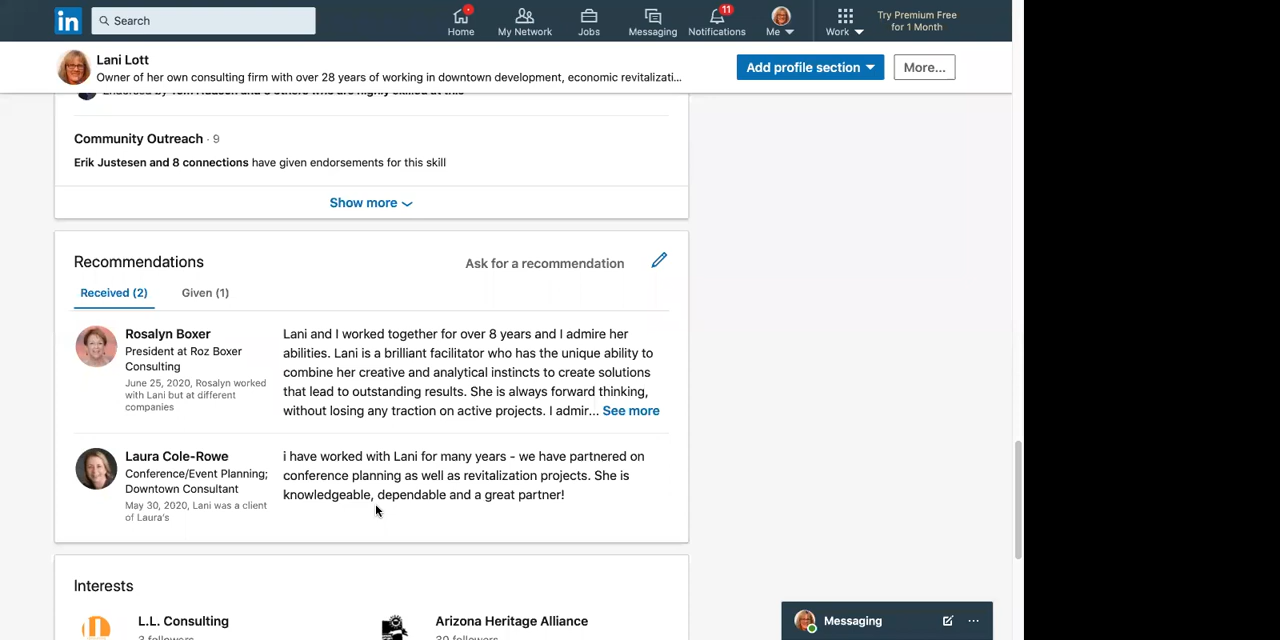 in Search
Home
My Network
Jobs
Messaging
11
Notifications
Me
Work
Try Premium Free
for 1 Month
Lani Lott
Owner of her own consulting firm with over 28 years of working in downtown development, economic revitalizati...
Add profile section
More...
Community Outreach · 9
Erik Justesen and 8 connections have given endorsements for this skill
Show more
Recommendations
Ask for a recommendation
Received (2)
Given (1)
Rosalyn Boxer
President at Roz Boxer
Consulting
June 25, 2020, Rosalyn worked
with Lani but at different
companies
Lani and I worked together for over 8 years and I admire her
abilities. Lani is a brilliant facilitator who has the unique ability to
combine her creative and analytical instincts to create solutions
that lead to outstanding results. She is always forward thinking,
without losing any traction on active projects. I admir... See more
Laura Cole-Rowe
Conference/Event Planning;
Downtown Consultant
May 30, 2020, Lani was a client
of Laura's
i have worked with Lani for many years - we have partnered on
conference planning as well as revitalization projects. She is
knowledgeable, dependable and a great partner!
Interests
L.L. Consulting
3 followers
Arizona Heritage Alliance
30 followers
Messaging